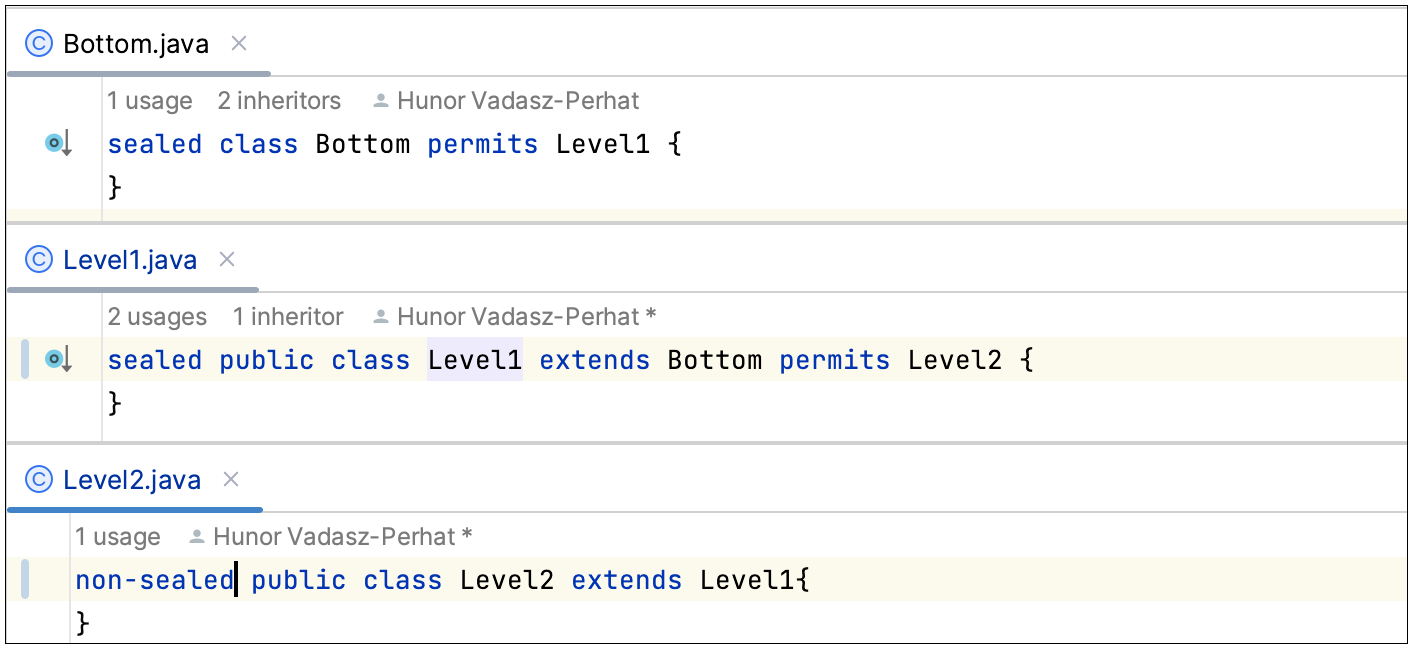 Bottom.java
1 usage 2 inheritors Hunor Vadasz-Perhat
sealed class Bottom permits Level1 {
}
Level1.java
2 usages 1 inheritor Hunor Vadasz-Perhat *
sealed public class Level1 extends Bottom permits Level2 {
}
Level2.java
1 usage Hunor Vadasz-Perhat *
non-sealed public class Level2 extends Level1{
}